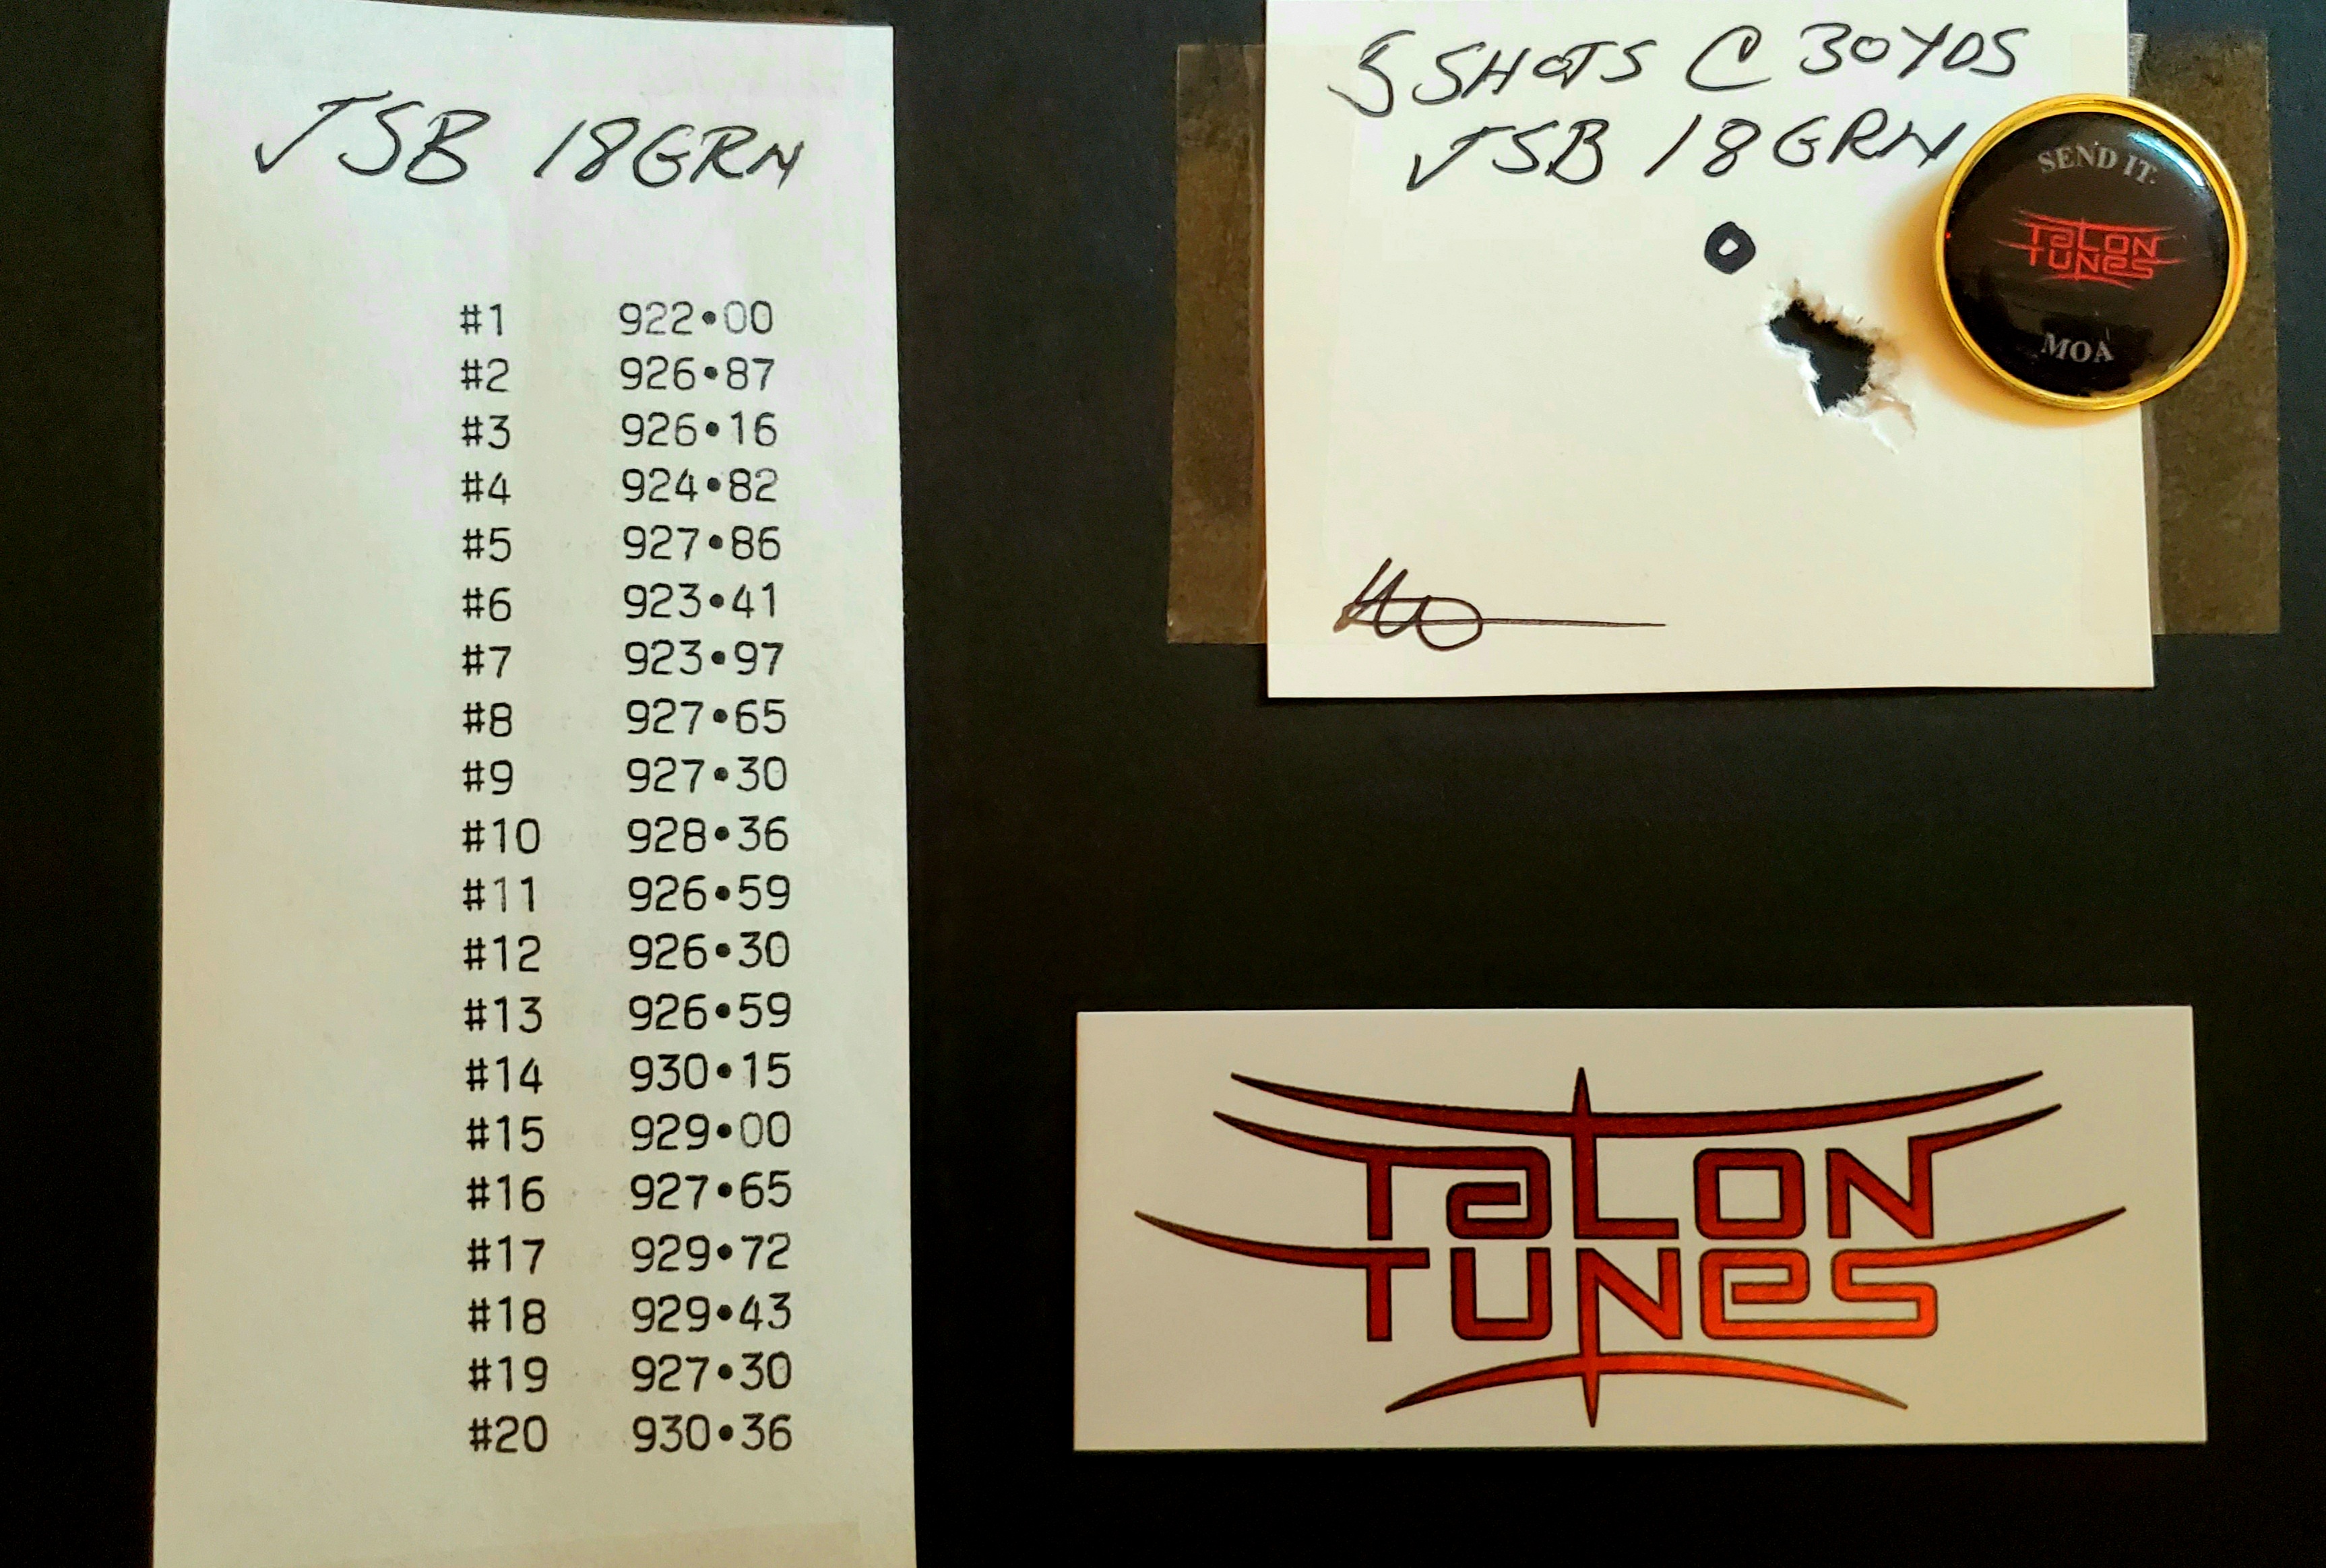 JSB 18GRN
#1 922.00
#2 926.87
#3 926.16
#4 924.82
#5 927.86
#6 923.41
#7 923.97
#8 927.65
#9 927.30
#10 928.36
#11 926.59
#12 926.30
#13 926.59
#14 930.15
#15 929.00
#16 927.65
#17 929.72
#18 929.43
#19 927.30
#20 930.36
5 SHOTS @ 30YDS
JSB 18GRN
SEND IT.
TALON
TUNES
MOA
TALON
TUNES